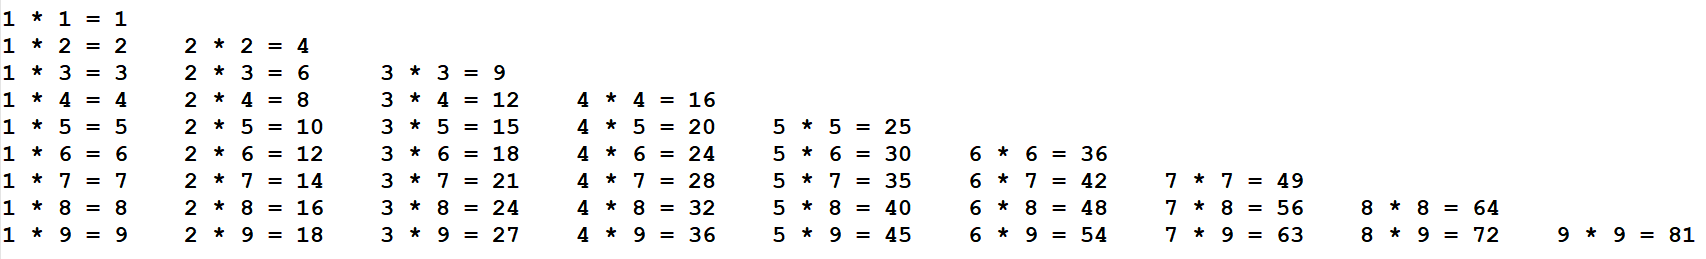 1 * 1 = 1
1 * 2 = 2    2 * 2 = 4
1 * 3 = 3    2 * 3 = 6     3 * 3 = 9
1 * 4 = 4    2 * 4 = 8     3 * 4 = 12    4 * 4 = 16
1 * 5 = 5    2 * 5 = 10    3 * 5 = 15    4 * 5 = 20    5 * 5 = 25
1 * 6 = 6    2 * 6 = 12    3 * 6 = 18    4 * 6 = 24    5 * 6 = 30    6 * 6 = 36
1 * 7 = 7    2 * 7 = 14    3 * 7 = 21    4 * 7 = 28    5 * 7 = 35    6 * 7 = 42    7 * 7 = 49
1 * 8 = 8    2 * 8 = 16    3 * 8 = 24    4 * 8 = 32    5 * 8 = 40    6 * 8 = 48    7 * 8 = 56    8 * 8 = 64
1 * 9 = 9    2 * 9 = 18    3 * 9 = 27    4 * 9 = 36    5 * 9 = 45    6 * 9 = 54    7 * 9 = 63    8 * 9 = 72    9 * 9 = 81